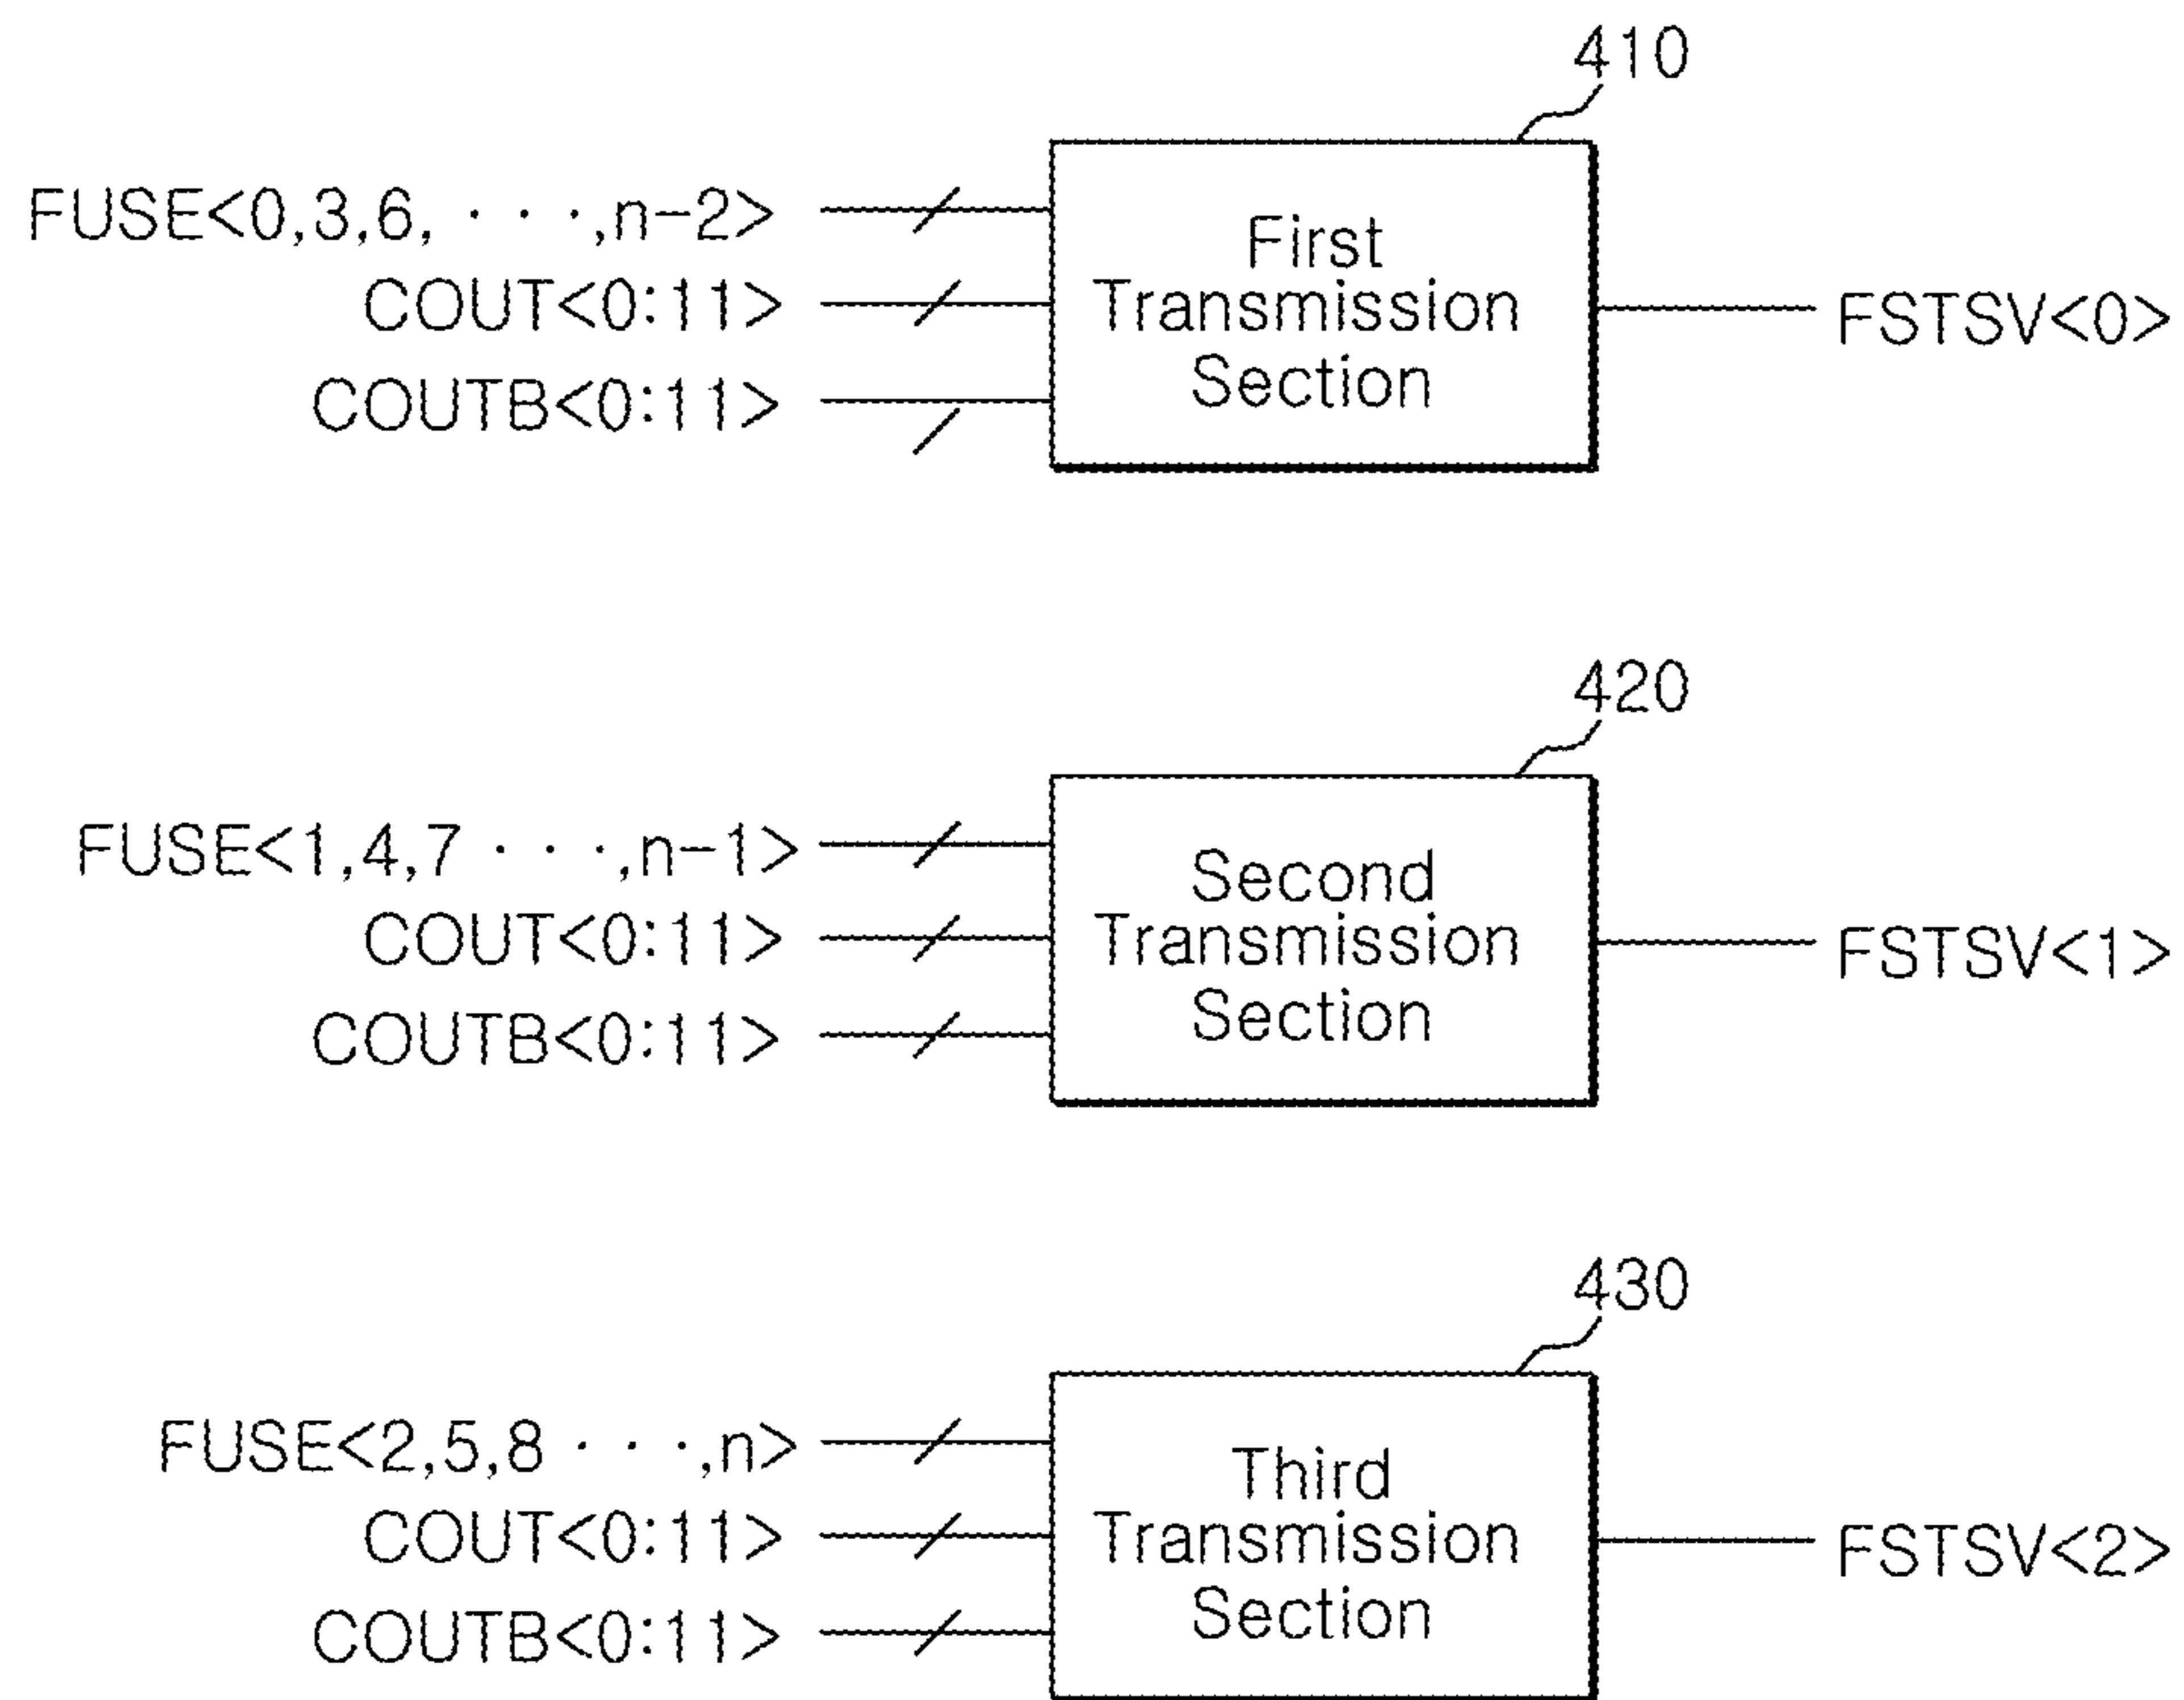 410
FUSE<0,3,6, · · ·,n-2>
COUT<0:11>
COUTB<0:11>
First
Transmission
Section
FSTSV<0>
420
FUSE<1,4,7 · · ·,n-1>
COUT<0:11>
COUTB<0:11>
Second
Transmission
Section
FSTSV<1>
430
FUSE<2,5,8 · · ·,n>
COUT<0:11>
COUTB<0:11>
Third
Transmission
Section
FSTSV<2>